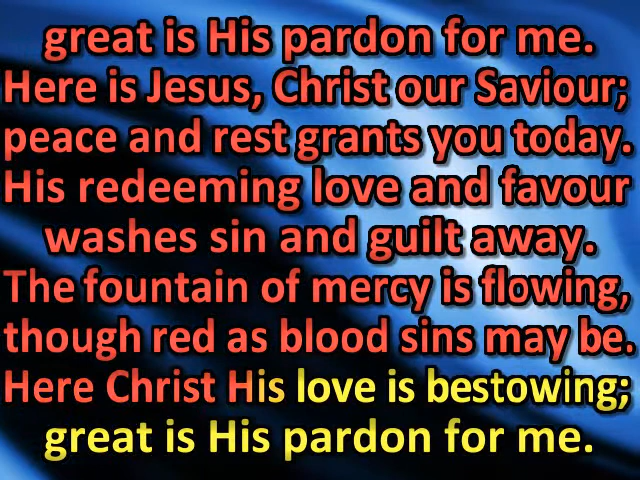 great is His pardon for me.
Here is Jesus, Christ our Saviour;
peace and rest grants you today.
His redeeming love and favour
washes sin and guilt away.
The fountain of mercy is flowing,
though red as blood sins may be.
Here Christ His love is bestowing;
great is His pardon for me.